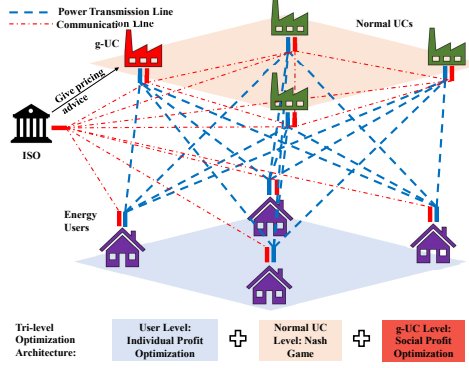 Power Transmission Line
Communication Line
Normal UCs
g-UC
Give pricing
advice
ISO
Energy
Users
Tri-level
Optimization
Architecture:
User Level:
Individual Profit
Optimization
Normal UC
Level: Nash
Game
g-UC Level:
Social Profit
Optimization